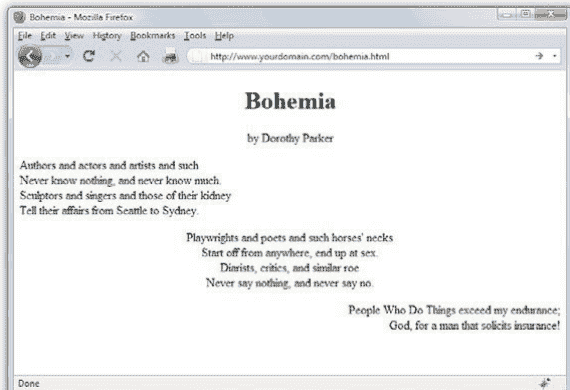 Bohemia - Mozilla Firefox
File Edit View History Bookmarks Tools Help
http://www.yourdomain.com/bohemia.html
Bohemia
by Dorothy Parker
Authors and actors and artists and such
Never know nothing, and never know much.
Sculptors and singers and those of their kidney
Tell their affairs from Seattle to Sydney.
Playwrights and poets and such horses' necks
Start off from anywhere, end up at sex.
Diarists, critics, and similar roe
Never say nothing, and never say no.
People Who Do Things exceed my endurance;
God, for a man that solicits insurance!
Done